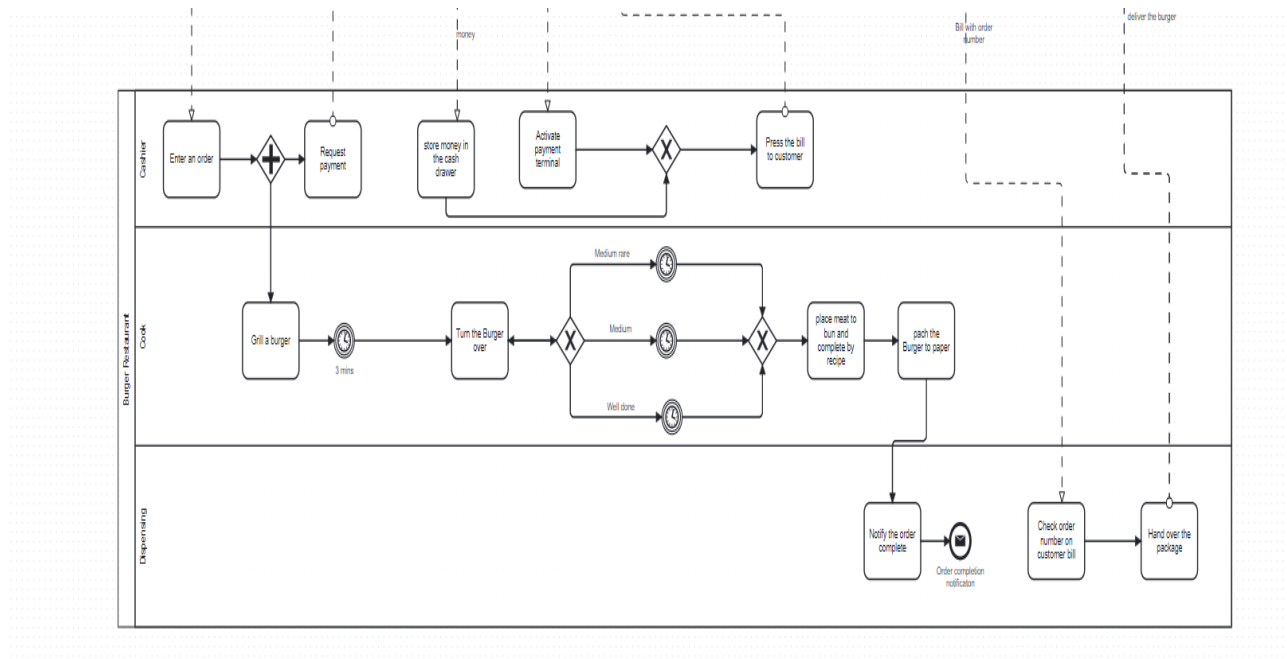 money
Bill with order
number
deliver the burger
Burger Restaurant
Cashier
Enter an order
Request
payment
store money in
the cash
drawer
Activate
payment
terminal
Press the bill
to customer
Cook
Grill a burger
3 mins
Turn the Burger
over
Medium rare
Medium
Well done
place meat to
bun and
complete by
recipe
pach the
Burger to paper
Dispensing
Notify the order
complete
Order completion
notificaton
Check order
number on
customer bill
Hand over the
package